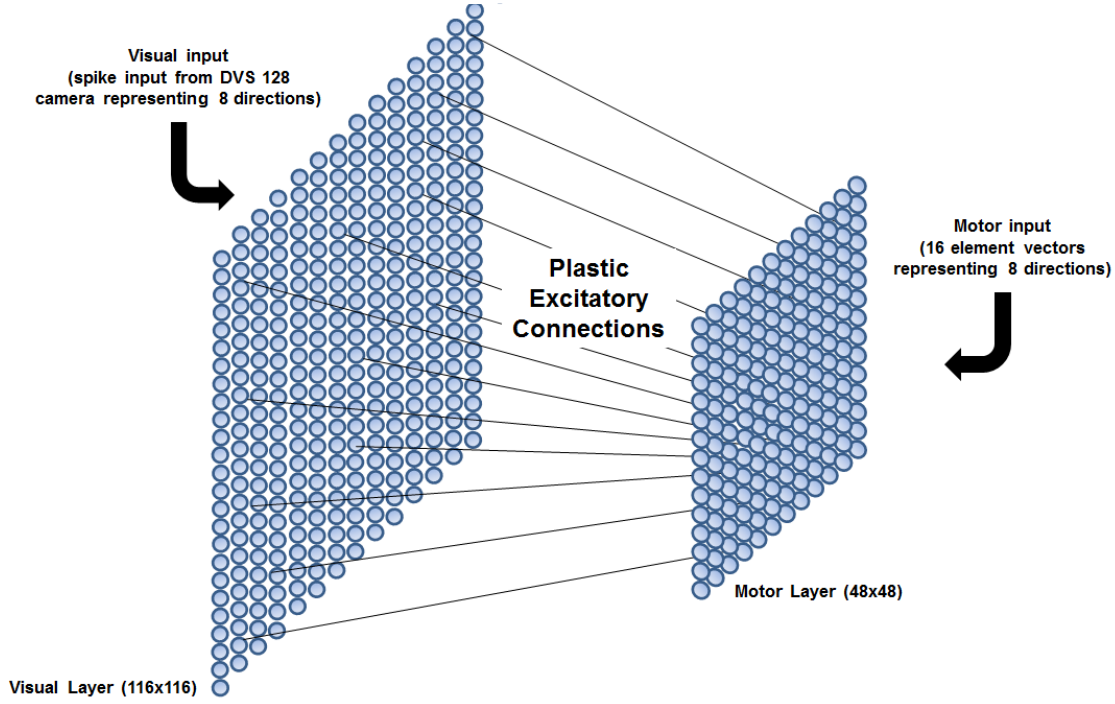 Visual input
(spike input from DVS 128
camera representing 8 directions)
Plastic
Excitatory
Connections
Motor input
(16 element vectors
representing 8 directions)
Motor Layer (48x48)
Visual Layer (116x116)